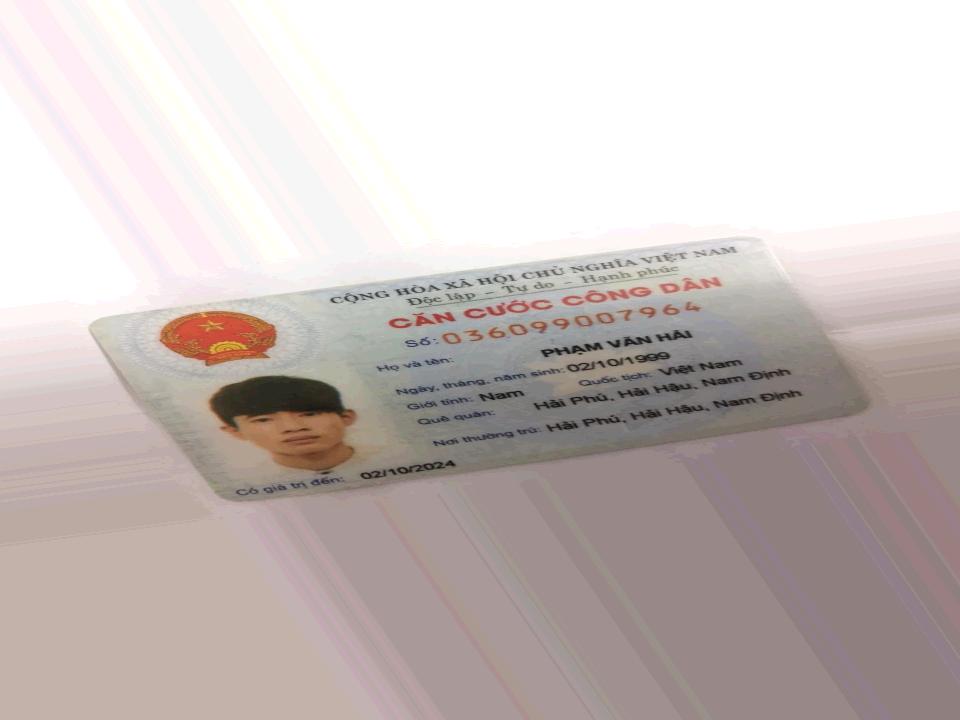 CỘNG HÒA XÃ HỘI CHỦ NGHĨA VIỆT NAM
Độc lập – Tự do – Hạnh phúc
CĂN CƯỚC CÔNG DÂN
Số: 036099007964
Họ và tên: PHẠM VĂN HẢI
Ngày, tháng, năm sinh: 02/10/1999
Giới tính: Nam Quốc tịch: Việt Nam
Quê quán: Hải Phú, Hải Hậu, Nam Định
Nơi thường trú: Hải Phú, Hải Hậu, Nam Định
Có giá trị đến: 02/10/2024